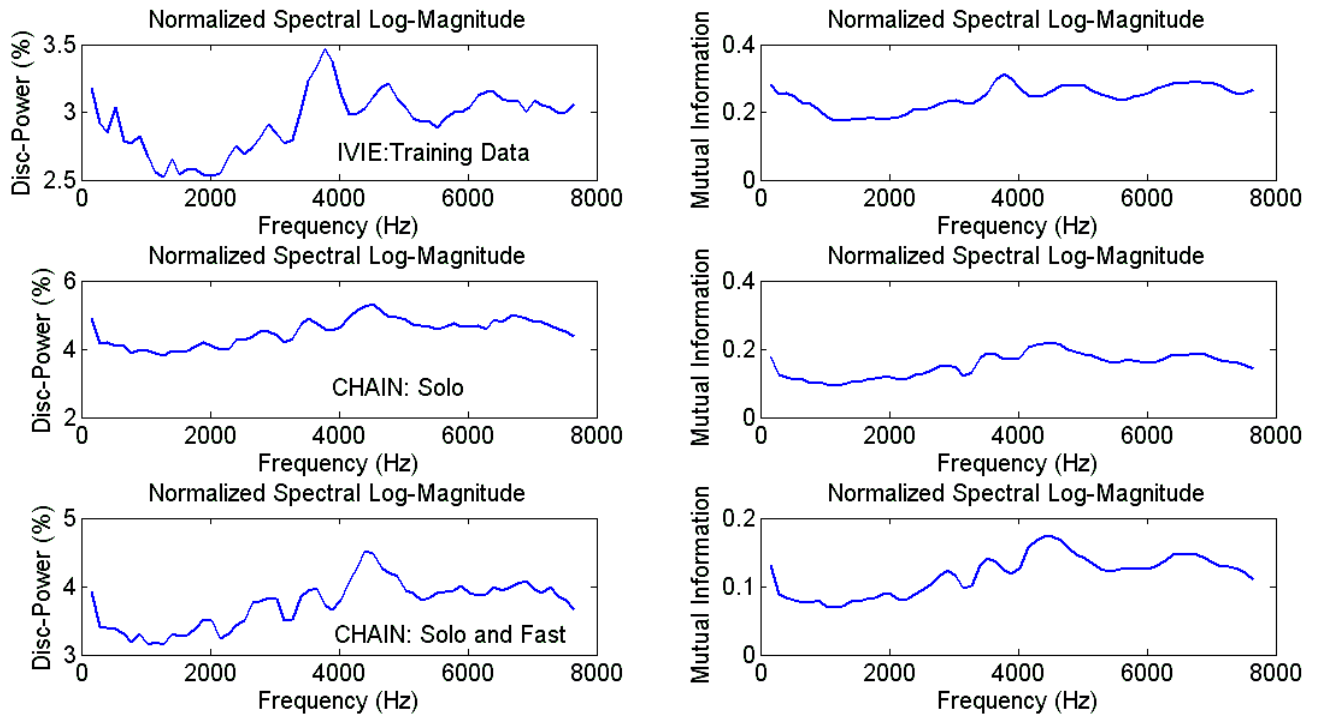 Normalized Spectral Log-Magnitude
Disc-Power (%)
3.5
3
2.5
IVIE:Training Data
0 2000 4000 6000 8000
Frequency (Hz)
Normalized Spectral Log-Magnitude
Mutual Information
0.4
0.2
0
0 2000 4000 6000 8000
Frequency (Hz)
Normalized Spectral Log-Magnitude
Disc-Power (%)
6
4
2
CHAIN: Solo
0 2000 4000 6000 8000
Frequency (Hz)
Normalized Spectral Log-Magnitude
Mutual Information
0.4
0.2
0
0 2000 4000 6000 8000
Frequency (Hz)
Normalized Spectral Log-Magnitude
Disc-Power (%)
5
4
3
CHAIN: Solo and Fast
0 2000 4000 6000 8000
Frequency (Hz)
Normalized Spectral Log-Magnitude
Mutual Information
0.2
0.1
0
0 2000 4000 6000 8000
Frequency (Hz)